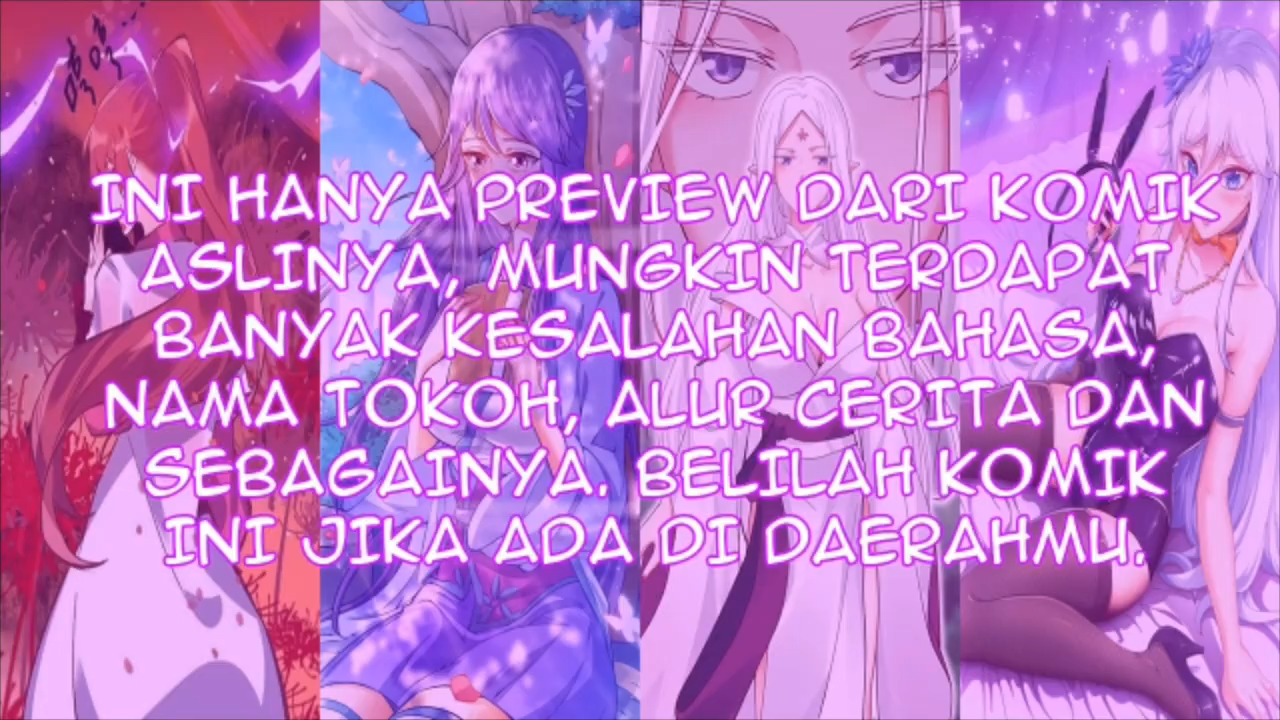 INI HANYA PREVIEW DARI KOMIK
ASLINYA, MUNGKIN TERDAPAT
BANYAK KESALAHAN BAHASA,
NAMA TOKOH, ALUR CERITA DAN
SEBAGAINYA. BELILAH KOMIK
INI JIKA ADA DI DAERAHMU.